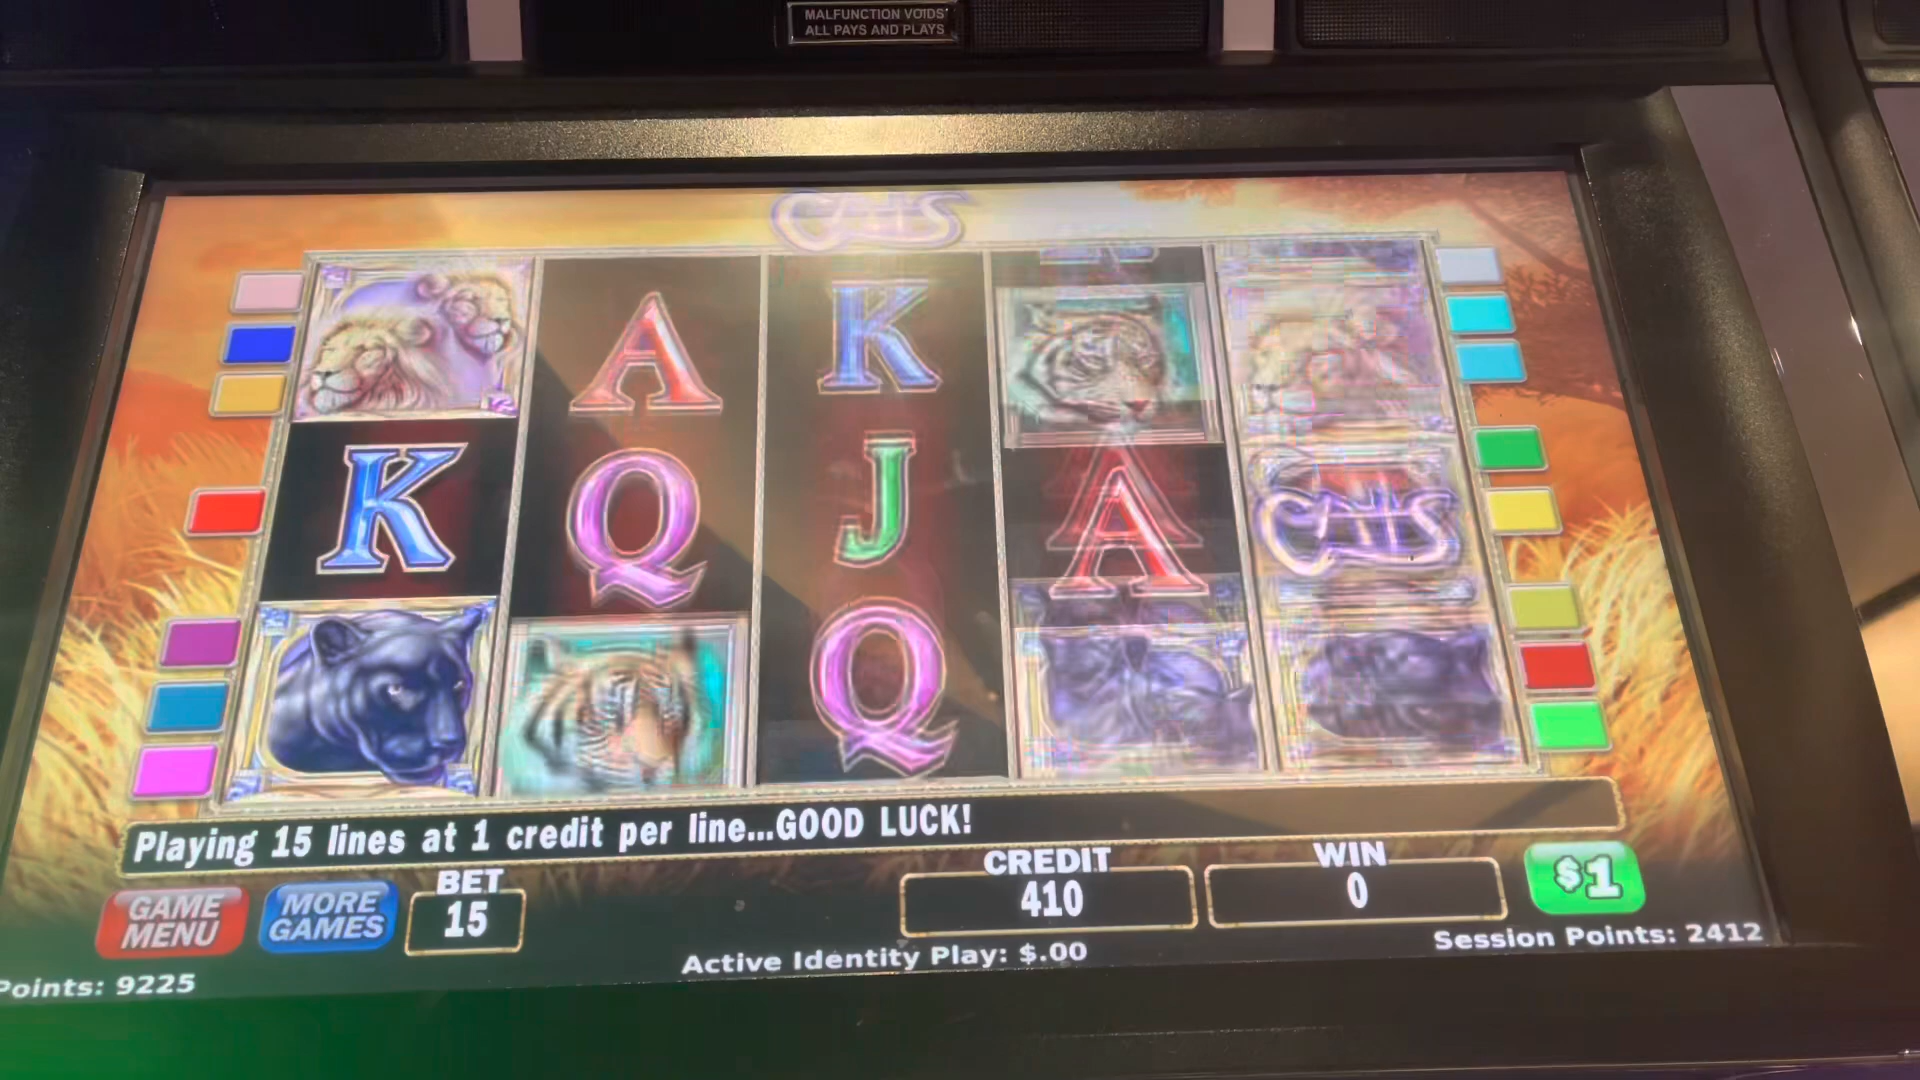 MALFUNCTION VOIDS
ALL PAYS AND PLAYS
CATS
A
K
K
Q
J
A
CATS
Q
Playing 15 lines at 1 credit per line...GOOD LUCK!
GAME
MENU
MORE
GAMES
BET
15
CREDIT
410
WIN
0
$1
Points: 9225
Active Identity Play: $.00
Session Points: 2412